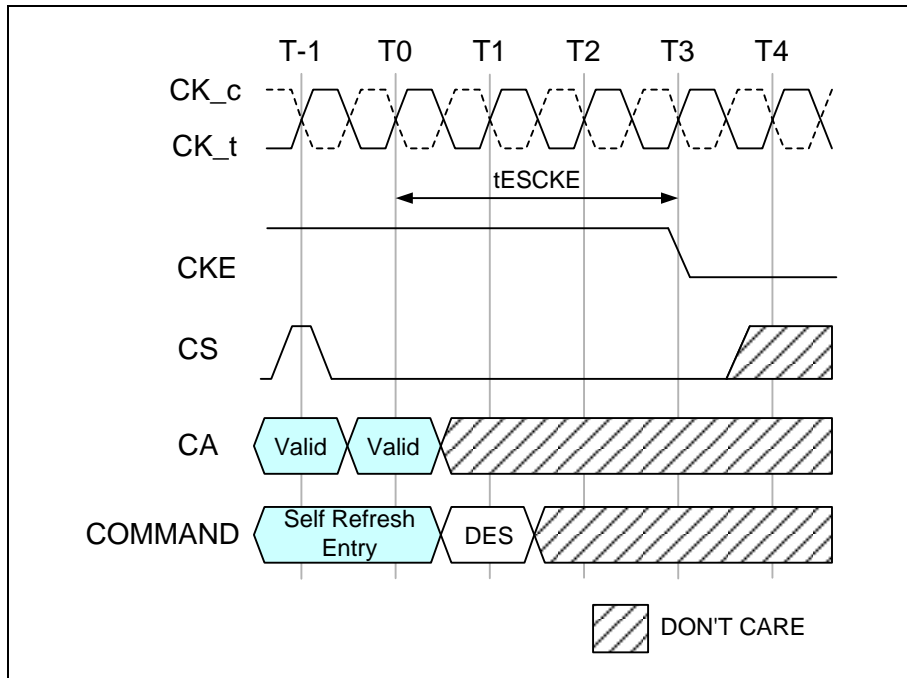 T-1 T0 T1 T2 T3 T4
CK_c
CK_t
tESCKE
CKE
CS
CA Valid Valid
COMMAND Self Refresh
Entry DES
DON'T CARE